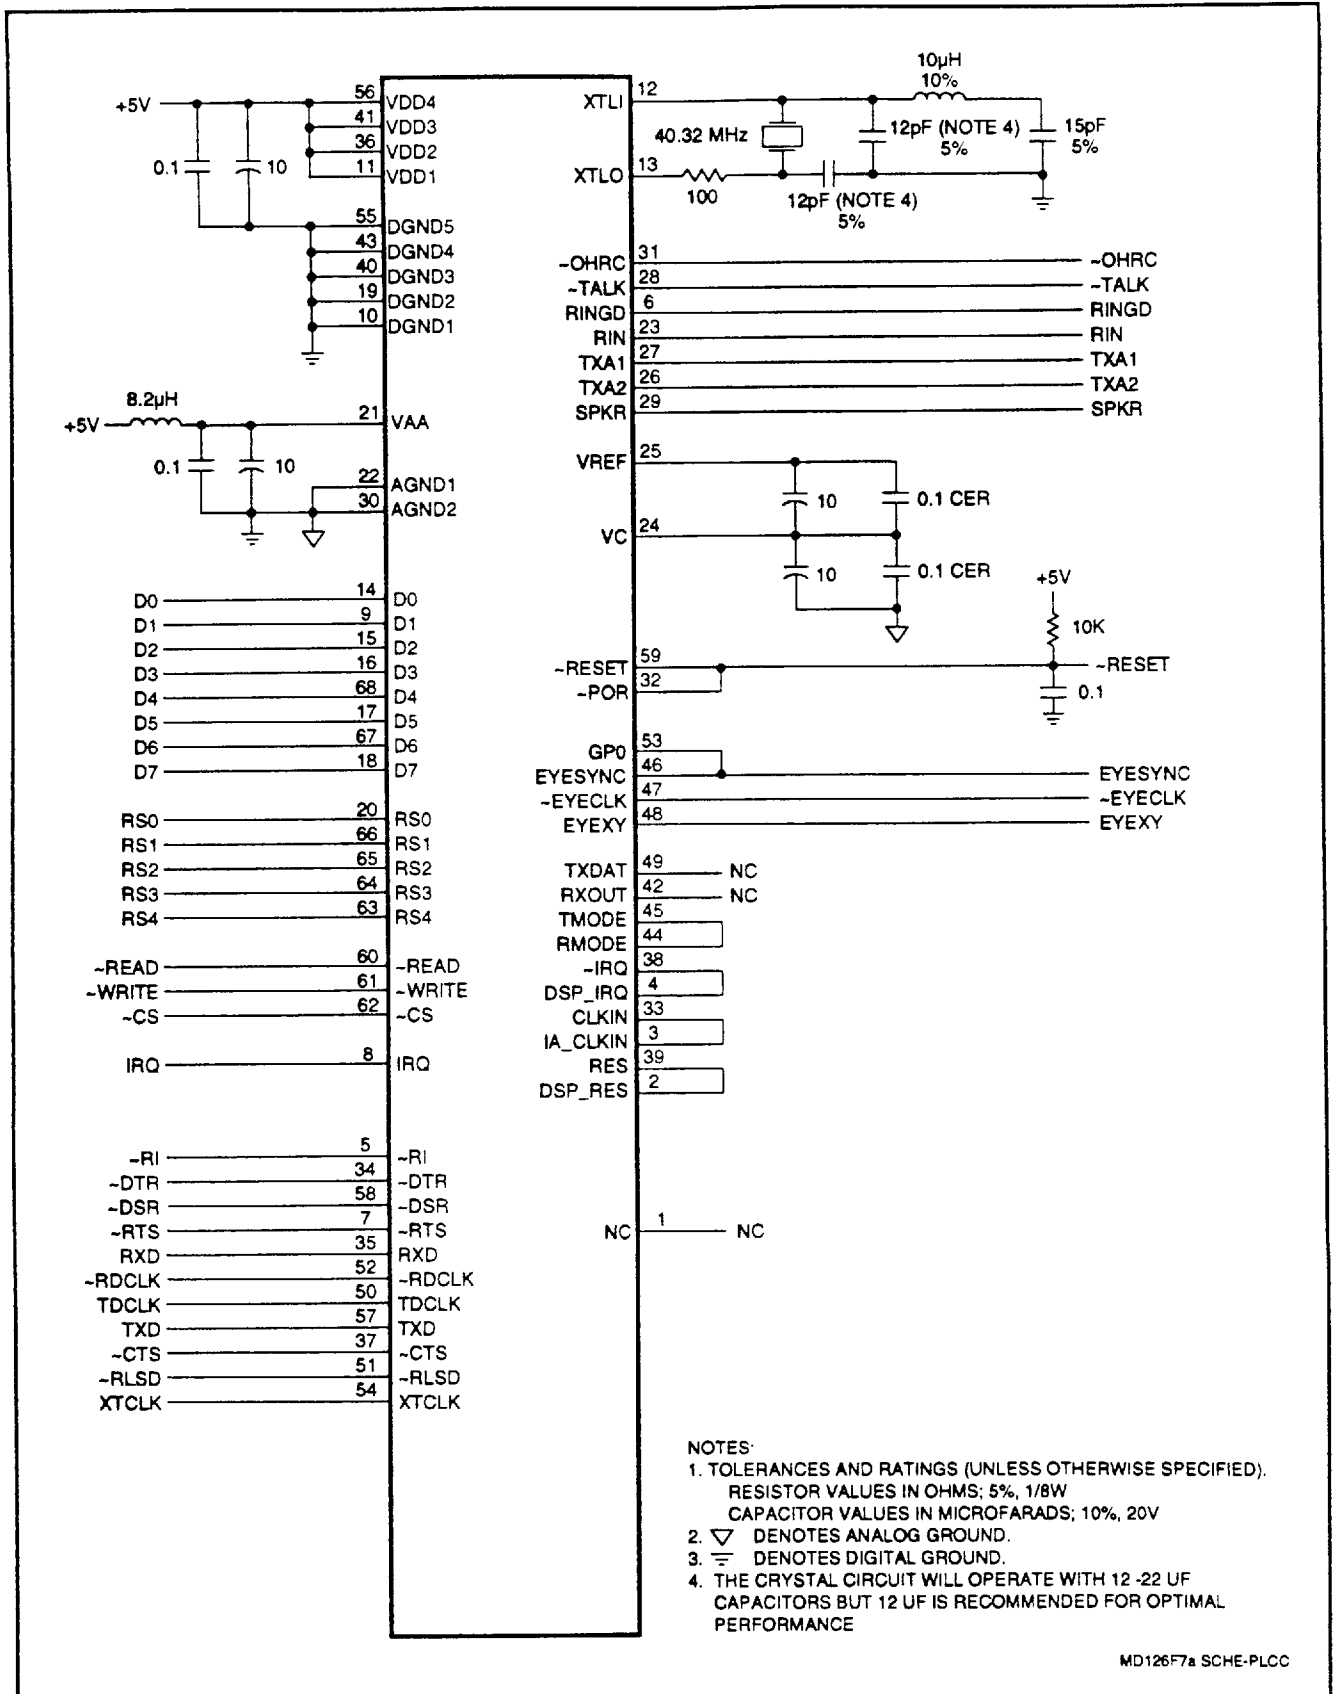 +5V
0.1
10
56 VDD4
41 VDD3
36 VDD2
11 VDD1
55 DGND5
43 DGND4
40 DGND3
19 DGND2
10 DGND1
8.2µH
+5V
0.1
10
21 VAA
22 AGND1
30 AGND2
D0 14 D0
D1 9 D1
D2 15 D2
D3 16 D3
D4 68 D4
D5 17 D5
D6 67 D6
D7 18 D7
RS0 20 RS0
RS1 66 RS1
RS2 65 RS2
RS3 64 RS3
RS4 63 RS4
~READ 60 ~READ
~WRITE 61 ~WRITE
~CS 62 ~CS
IRQ 8 IRQ
~RI 5 ~RI
~DTR 34 ~DTR
~DSR 58 ~DSR
~RTS 7 ~RTS
RXD 35 RXD
~RDCLK 52 ~RDCLK
TDCLK 50 TDCLK
TXD 57 TXD
~CTS 37 ~CTS
~RLSD 51 ~RLSD
XTCLK 54 XTCLK
XTLI 12
10µH
10%
40.32 MHz
12pF (NOTE 4)
5%
15pF
5%
XTLO 13
100
12pF (NOTE 4)
5%
~OHRC 31 ~OHRC
~TALK 28 ~TALK
RINGD 6 RINGD
RIN 23 RIN
TXA1 27 TXA1
TXA2 26 TXA2
SPKR 29 SPKR
VREF 25
10
0.1 CER
VC 24
10
0.1 CER
+5V
10K
~RESET 59 ~RESET
~POR 32
0.1
GP0 53
EYESYNC 46 EYESYNC
~EYECLK 47 ~EYECLK
EYEXY 48 EYEXY
TXDAT 49 NC
RXOUT 42 NC
TMODE 45
RMODE 44
~IRQ 38
DSP_IRQ 4
CLKIN 33
IA_CLKIN 3
RES 39
DSP_RES 2
NC 1 NC
NOTES:
1. TOLERANCES AND RATINGS (UNLESS OTHERWISE SPECIFIED).
RESISTOR VALUES IN OHMS; 5%, 1/8W
CAPACITOR VALUES IN MICROFARADS; 10%, 20V
2. ▽ DENOTES ANALOG GROUND.
3. ⏚ DENOTES DIGITAL GROUND.
4. THE CRYSTAL CIRCUIT WILL OPERATE WITH 12 -22 UF
CAPACITORS BUT 12 UF IS RECOMMENDED FOR OPTIMAL
PERFORMANCE
MD126F7a SCHE-PLCC